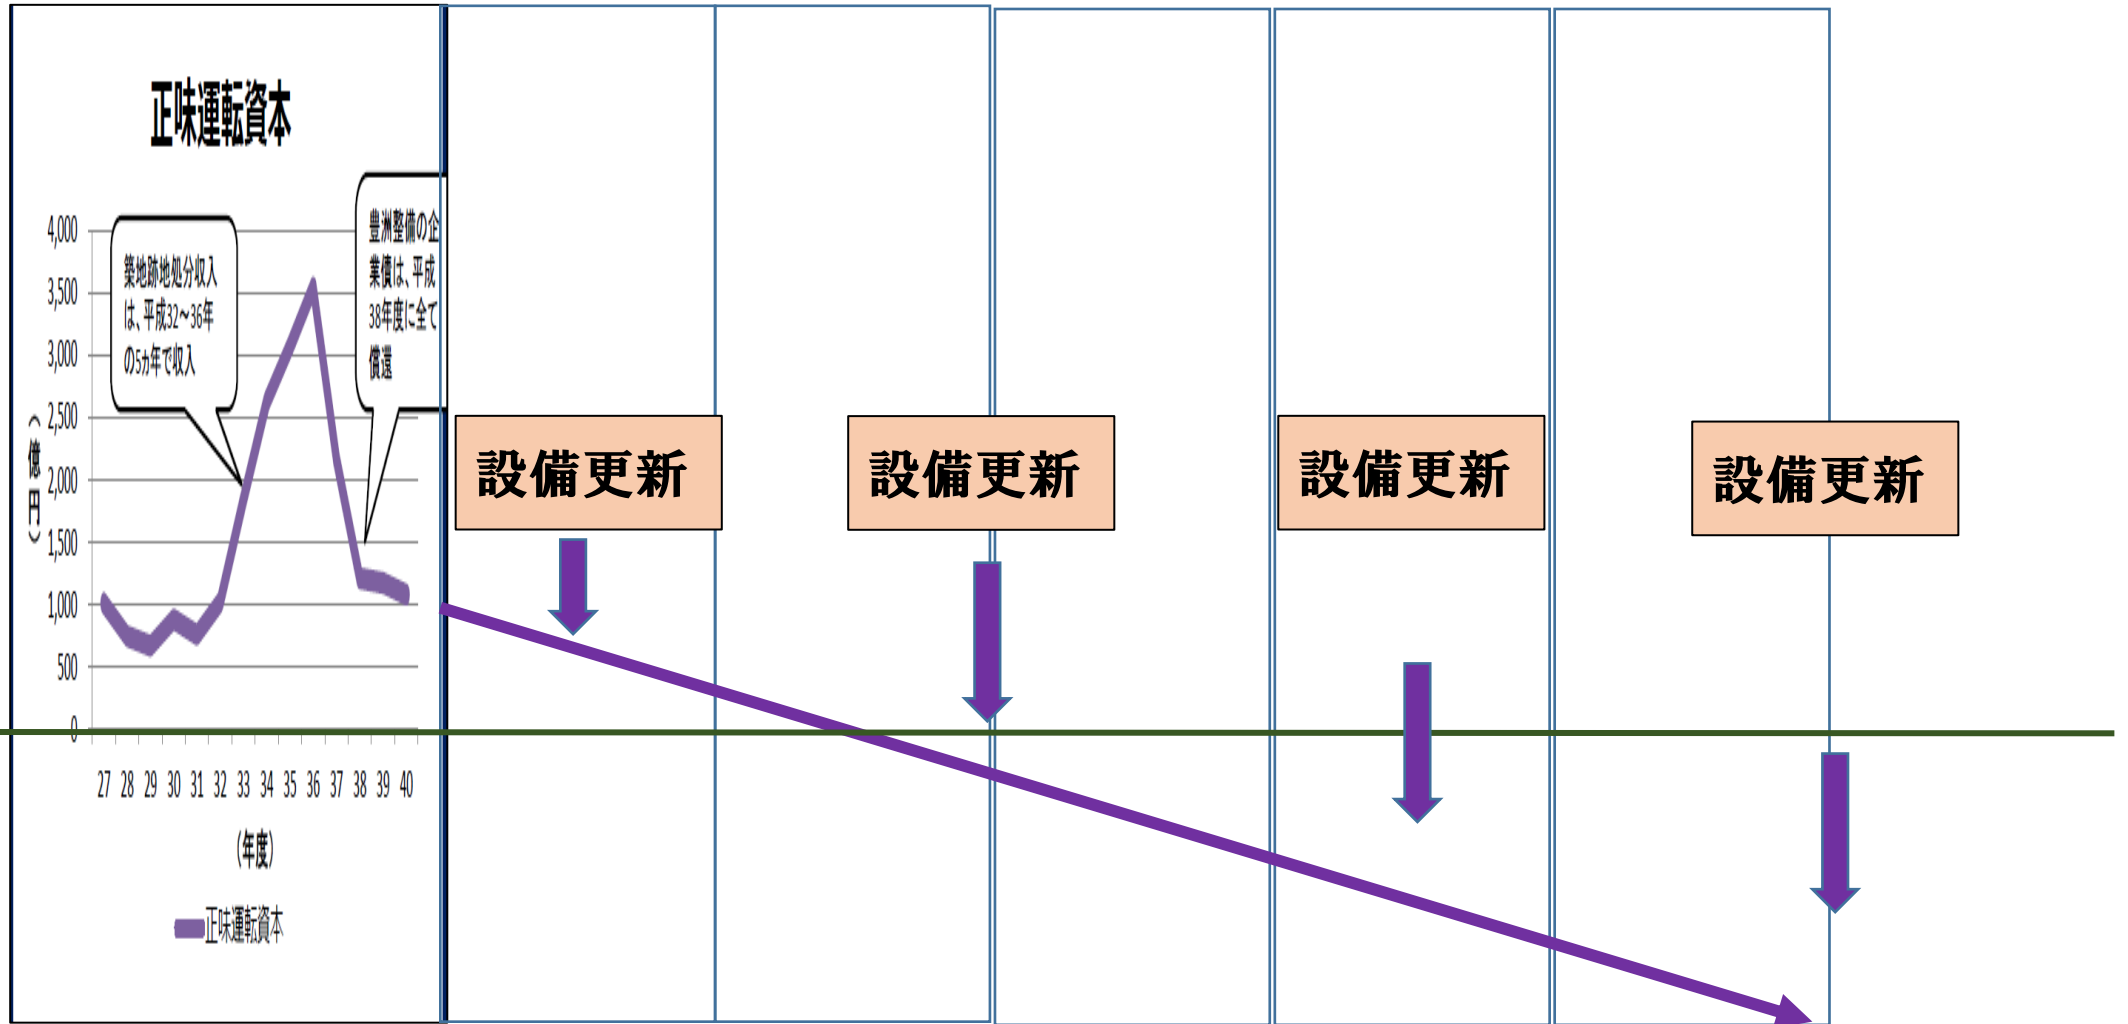 正味運転資本
築地跡地処分収入
は、平成32～36年
の5ヵ年で収入
豊洲整備の企
業債は、平成
38年度に全て
償還
（億円）
4,000
3,500
3,000
2,500
2,000
1,500
1,000
500
0
27 28 29 30 31 32 33 34 35 36 37 38 39 40
（年度）
正味運転資本
設備更新
設備更新
設備更新
設備更新